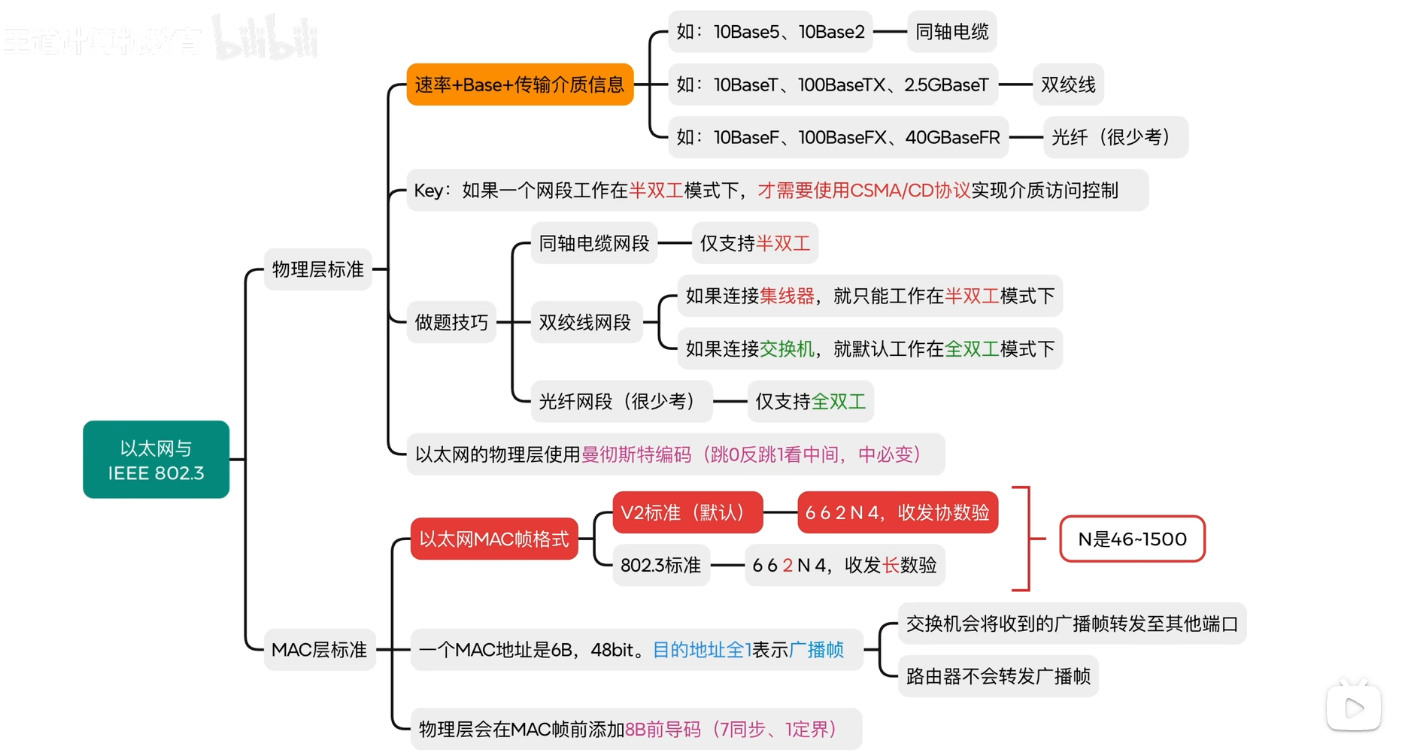 王道计算机教育 bilibili
如：10Base5、10Base2
同轴电缆
速率+Base+传输介质信息
如：10BaseT、100BaseTX、2.5GBaseT
双绞线
如：10BaseF、100BaseFX、40GBaseFR
光纤（很少考）
Key：如果一个网段工作在半双工模式下，才需要使用CSMA/CD协议实现介质访问控制
物理层标准
做题技巧
同轴电缆网段
仅支持半双工
双绞线网段
如果连接集线器，就只能工作在半双工模式下
如果连接交换机，就默认工作在全双工模式下
光纤网段（很少考）
仅支持全双工
以太网的物理层使用曼彻斯特编码（跳0反跳1看中间，中必变）
以太网与
IEEE 802.3
以太网MAC帧格式
V2标准（默认）
6 6 2 N 4，收发协数验
802.3标准
6 6 2 N 4，收发长数验
N是46~1500
MAC层标准
一个MAC地址是6B，48bit。目的地址全1表示广播帧
交换机会将收到的广播帧转发至其他端口
路由器不会转发广播帧
物理层会在MAC帧前添加8B前导码（7同步、1定界）